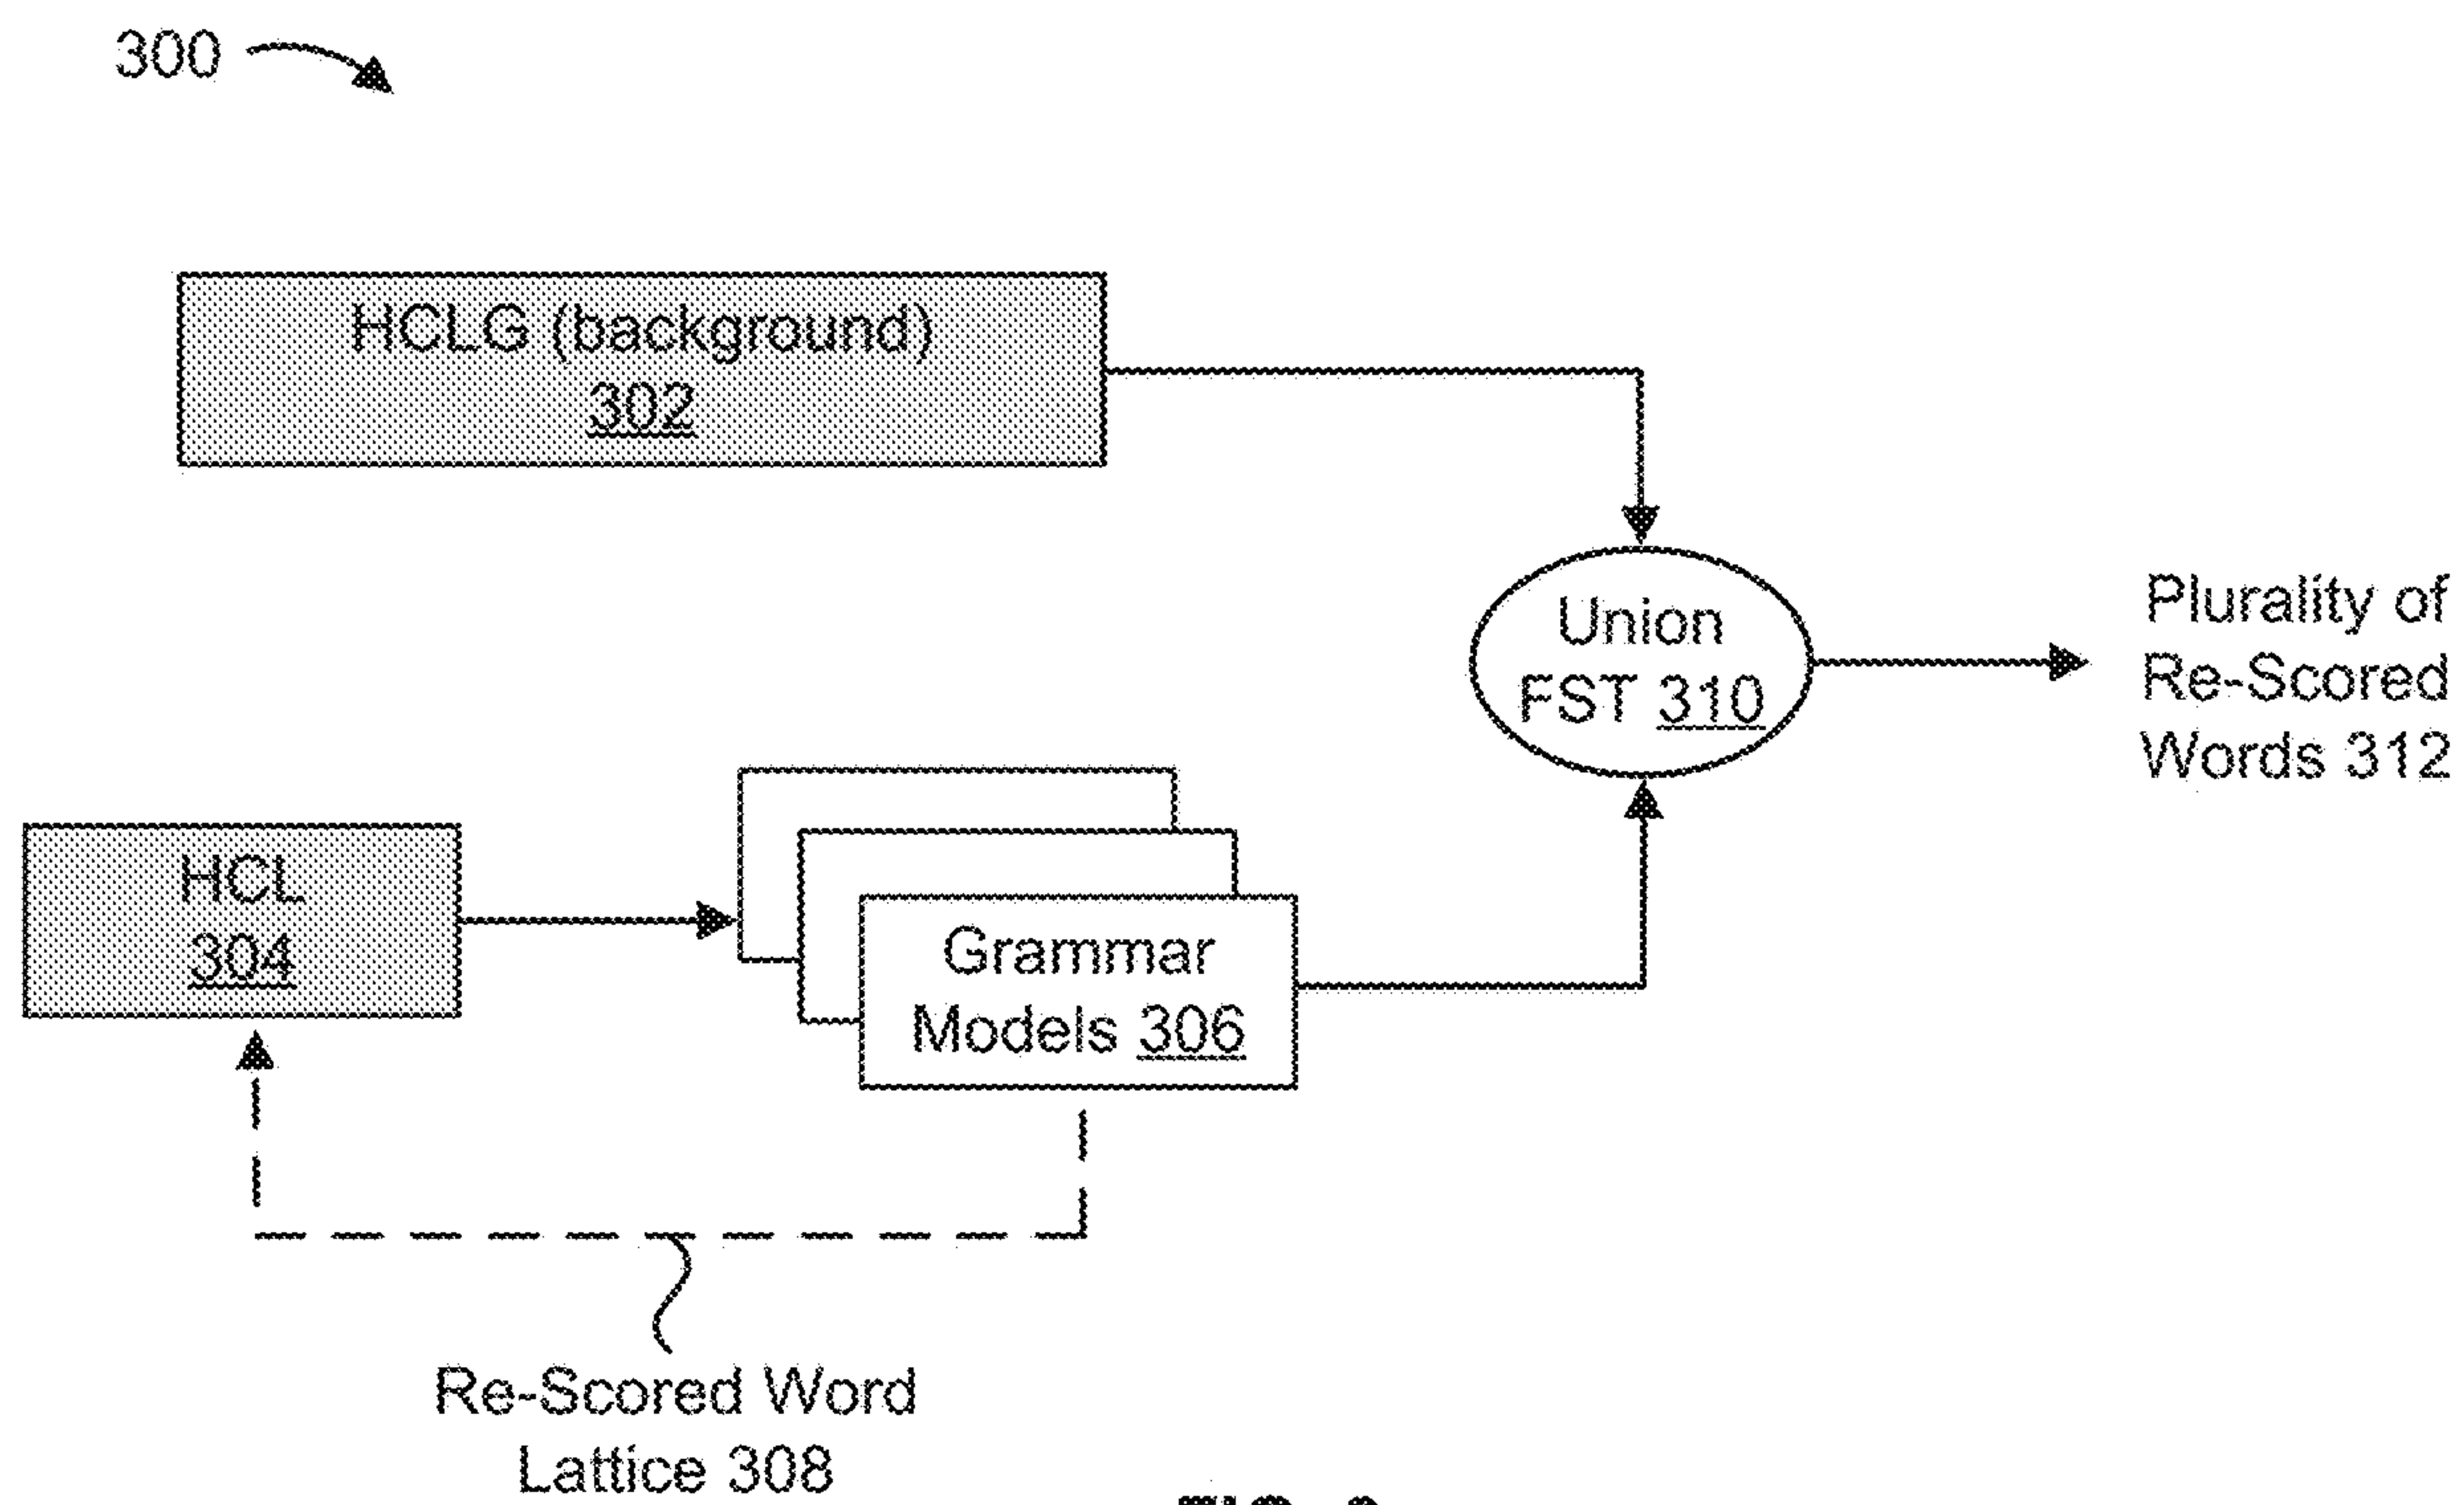 300
HCLG (background)
302
Union
FST 310
Plurality of
Re-Scored
Words 312
HCL
304
Grammar
Models 306
Re-Scored Word
Lattice 308